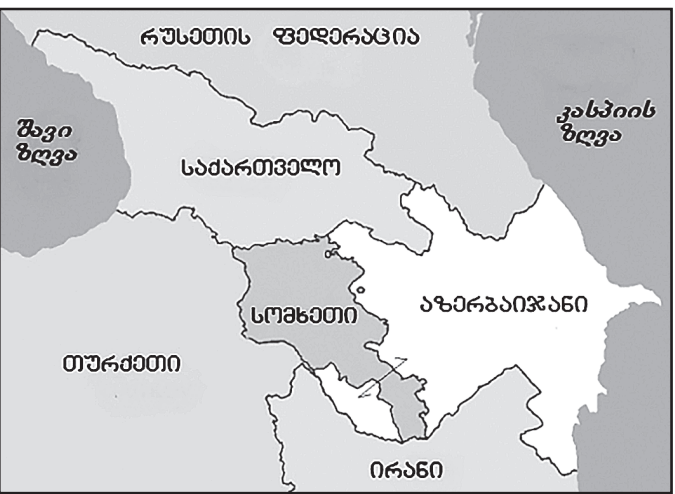 რუსეთის ფედერაცია
შავი
ზღვა
კასპიის
ზღვა
საქართველო
სომხეთი
აზერბაიჯანი
თურქეთი
ირანი